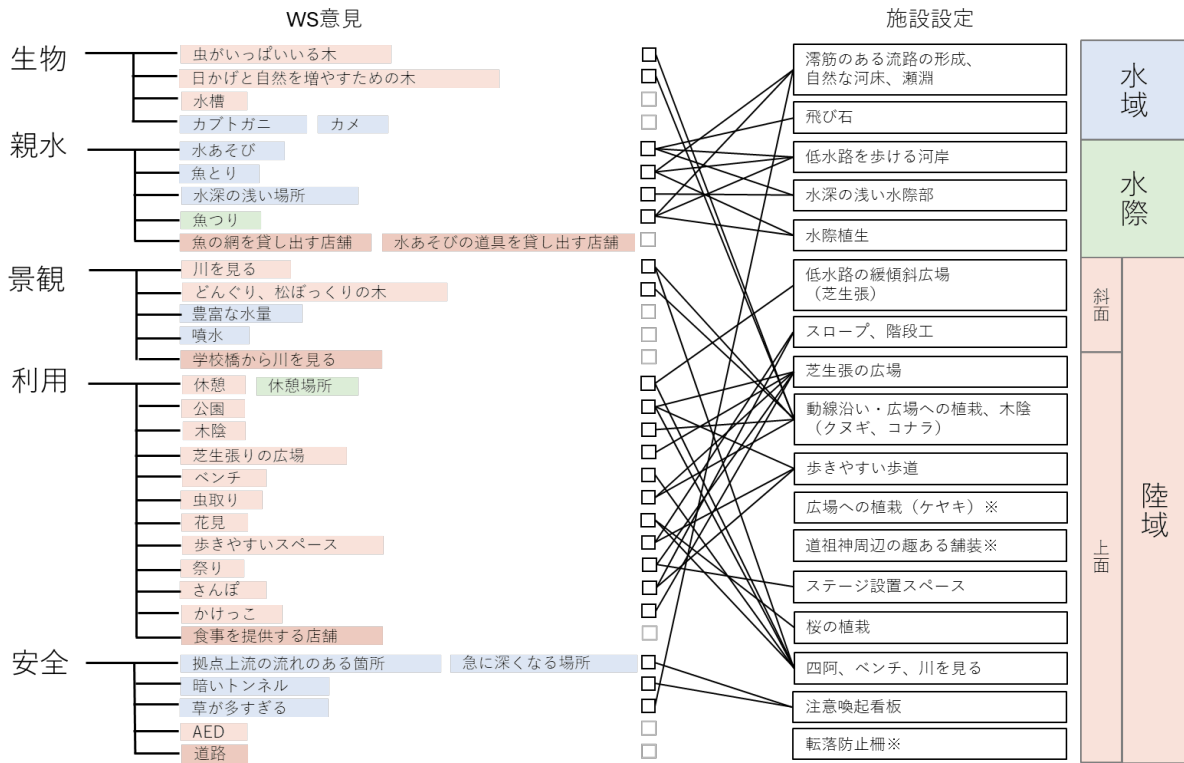 WS意見
施設設定
生物
虫がいっぱいいる木
日かげと自然を増やすための木
水槽
カブトガニ カメ
親水
水あそび
魚とり
水深の浅い場所
魚つり
魚の網を貸し出す店舗 水あそびの道具を貸し出す店舗
景観
川を見る
どんぐり、松ぼっくりの木
豊富な水量
噴水
学校橋から川を見る
利用
休憩 休憩場所
公園
木陰
芝生張りの広場
ベンチ
虫取り
花見
歩きやすいスペース
祭り
さんぽ
かけっこ
食事を提供する店舗
安全
拠点上流の流れのある箇所 急に深くなる場所
暗いトンネル
草が多すぎる
AED
道路
澪筋のある流路の形成、
自然な河床、瀬淵
飛び石
低水路を歩ける河岸
水深の浅い水際部
水際植生
低水路の緩傾斜広場
（芝生張）
スロープ、階段工
芝生張の広場
動線沿い・広場への植栽、木陰
（クヌギ、コナラ）
歩きやすい歩道
広場への植栽（ケヤキ）※
道祖神周辺の趣ある舗装※
ステージ設置スペース
桜の植栽
四阿、ベンチ、川を見る
注意喚起看板
転落防止柵※
水域
水際
斜面
上面
陸域